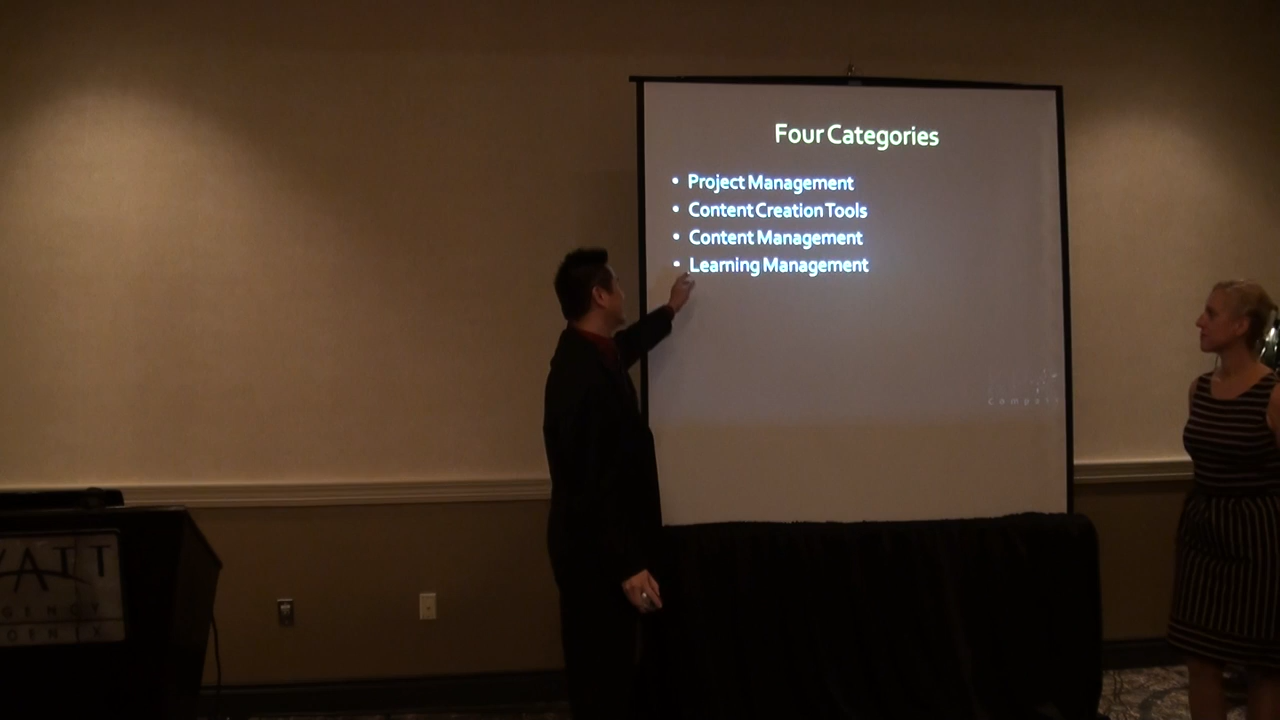 Four Categories
• Project Management
• Content Creation Tools
• Content Management
• Learning Management